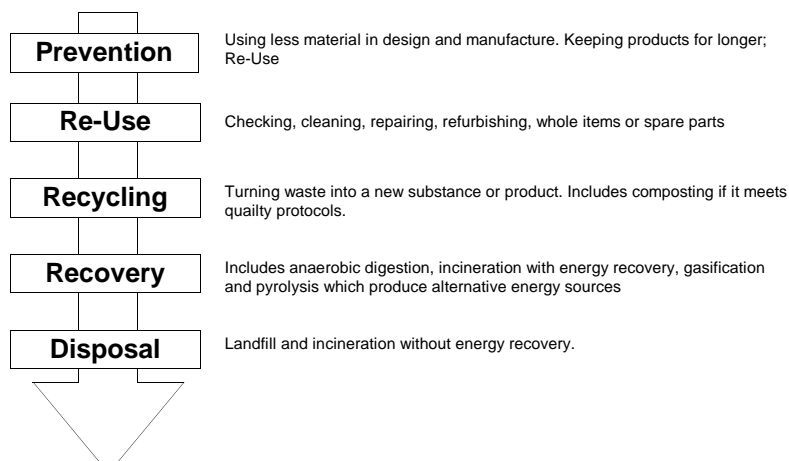 Prevention
Using less material in design and manufacture. Keeping products for longer;
Re-Use
Re-Use
Checking, cleaning, repairing, refurbishing, whole items or spare parts
Recycling
Turning waste into a new substance or product. Includes composting if it meets
quailty protocols.
Recovery
Includes anaerobic digestion, incineration with energy recovery, gasification
and pyrolysis which produce alternative energy sources
Disposal
Landfill and incineration without energy recovery.